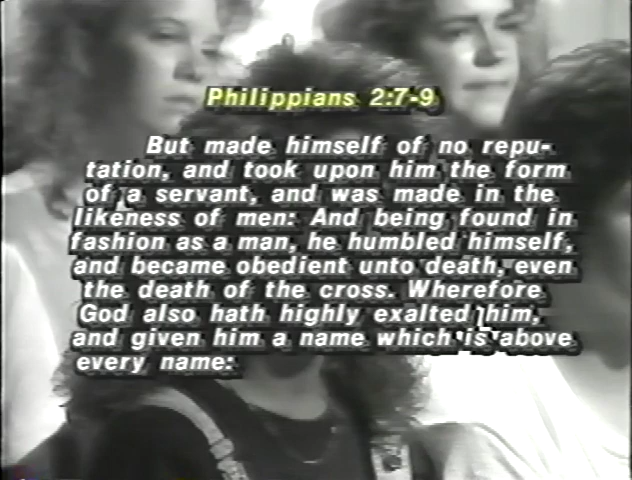 Philippians 2:7-9
But made himself of no repu-
tation, and took upon him the form
of a servant, and was made in the
likeness of men: And being found in
fashion as a man, he humbled himself,
and became obedient unto death, even
the death of the cross. Wherefore
God also hath highly exalted him,
and given him a name which is above
every name: